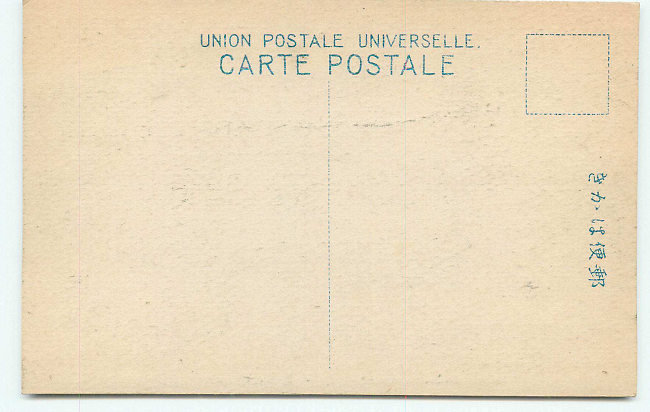 UNION POSTALE UNIVERSELLE.
CARTE POSTALE
郵便はかき